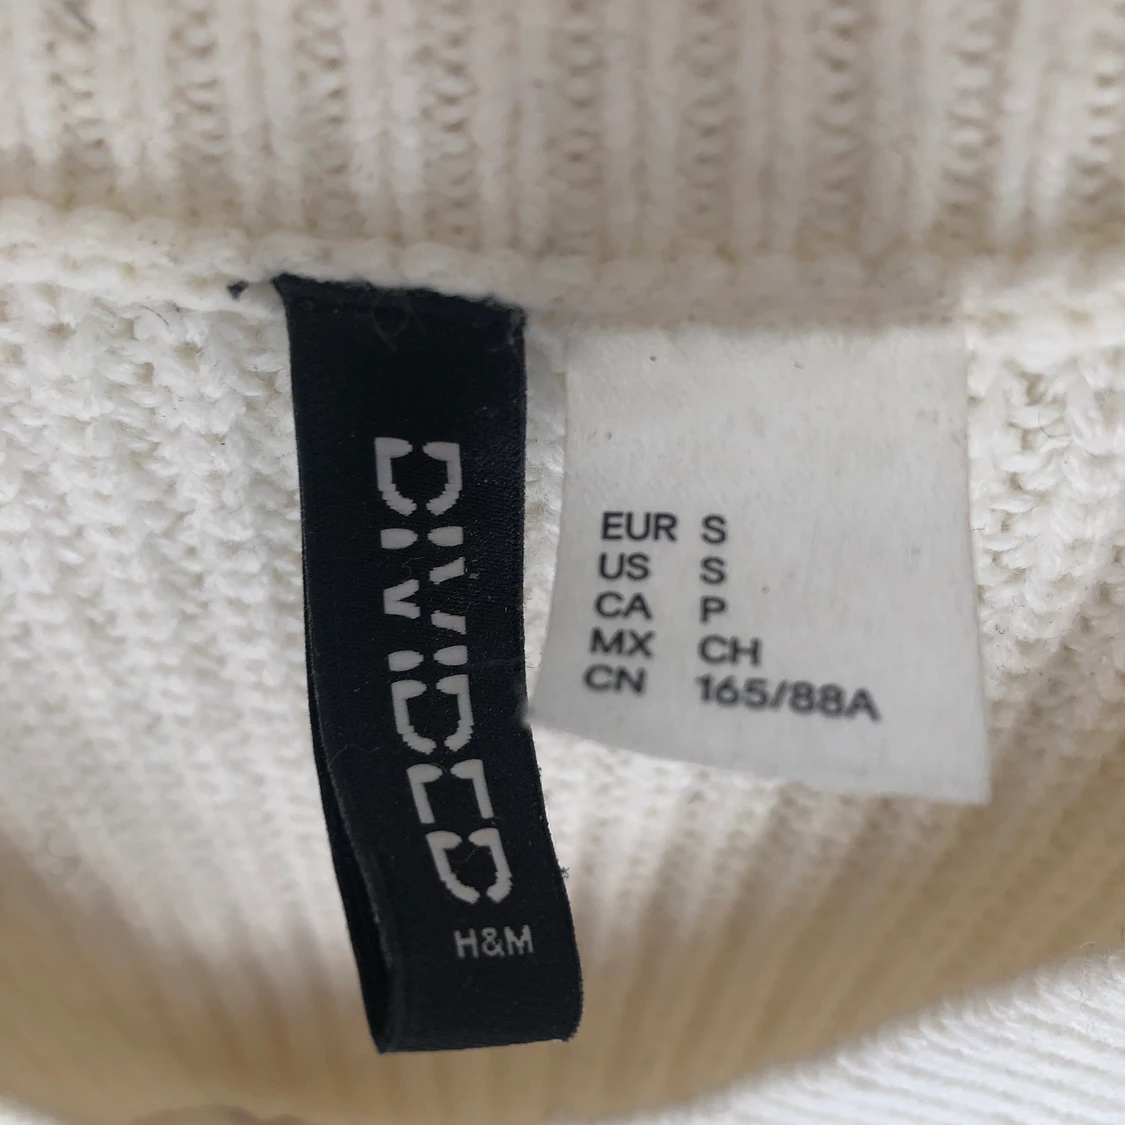 DIVIDED
H&M
EUR S
US S
CA P
MX CH
CN 165/88A